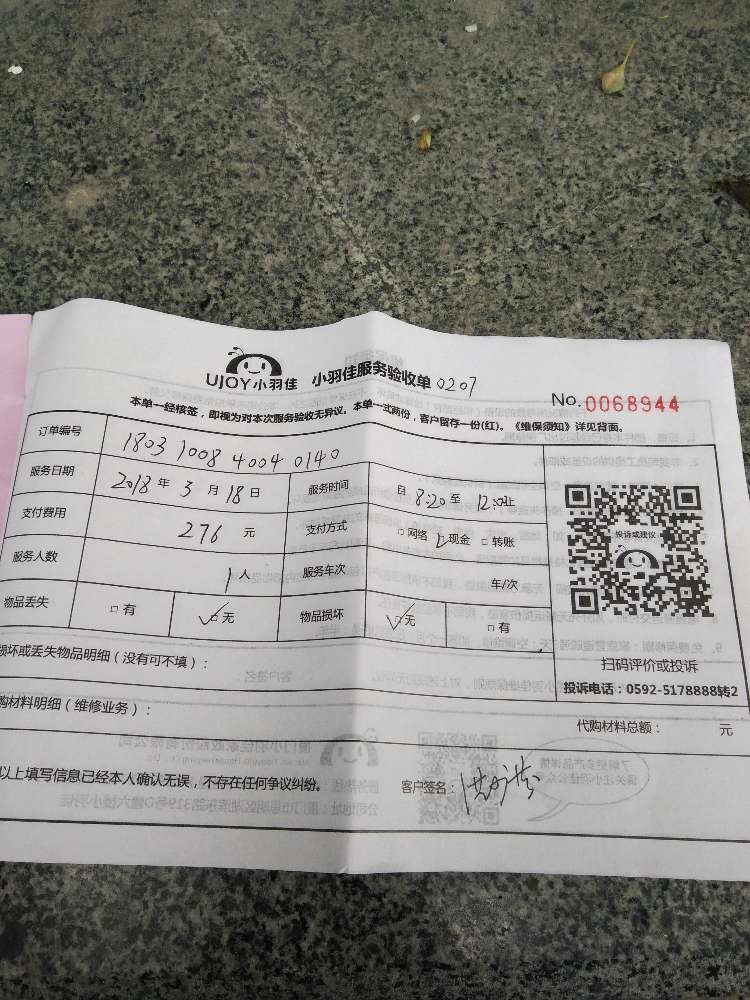 UJOY小羽佳 小羽佳服务验收单 0207
No. 0068944
本单一经核签，即视为对本次服务验收无异议。本单一式两份，客户留存一份(红)。《维保须知》详见背面。
订单编号 1803 1008 4004 0140
服务日期 2018 年 3 月 18 日 服务时间 自 8:20 至 12: 止
支付费用 276 元 支付方式 □网络 ☑现金 □转账
服务人数 1 人 服务车次 车/次
物品丢失 □有 ☑无 物品损坏 ☑无 □有
投诉或建议
扫码评价或投诉
投诉电话：0592-5178888转2
损坏或丢失物品明细（没有可不填）：
购材料明细（维修业务）：
代购材料总额： 元
以上填写信息已经本人确认无误，不存在任何争议纠纷。
客户签名：